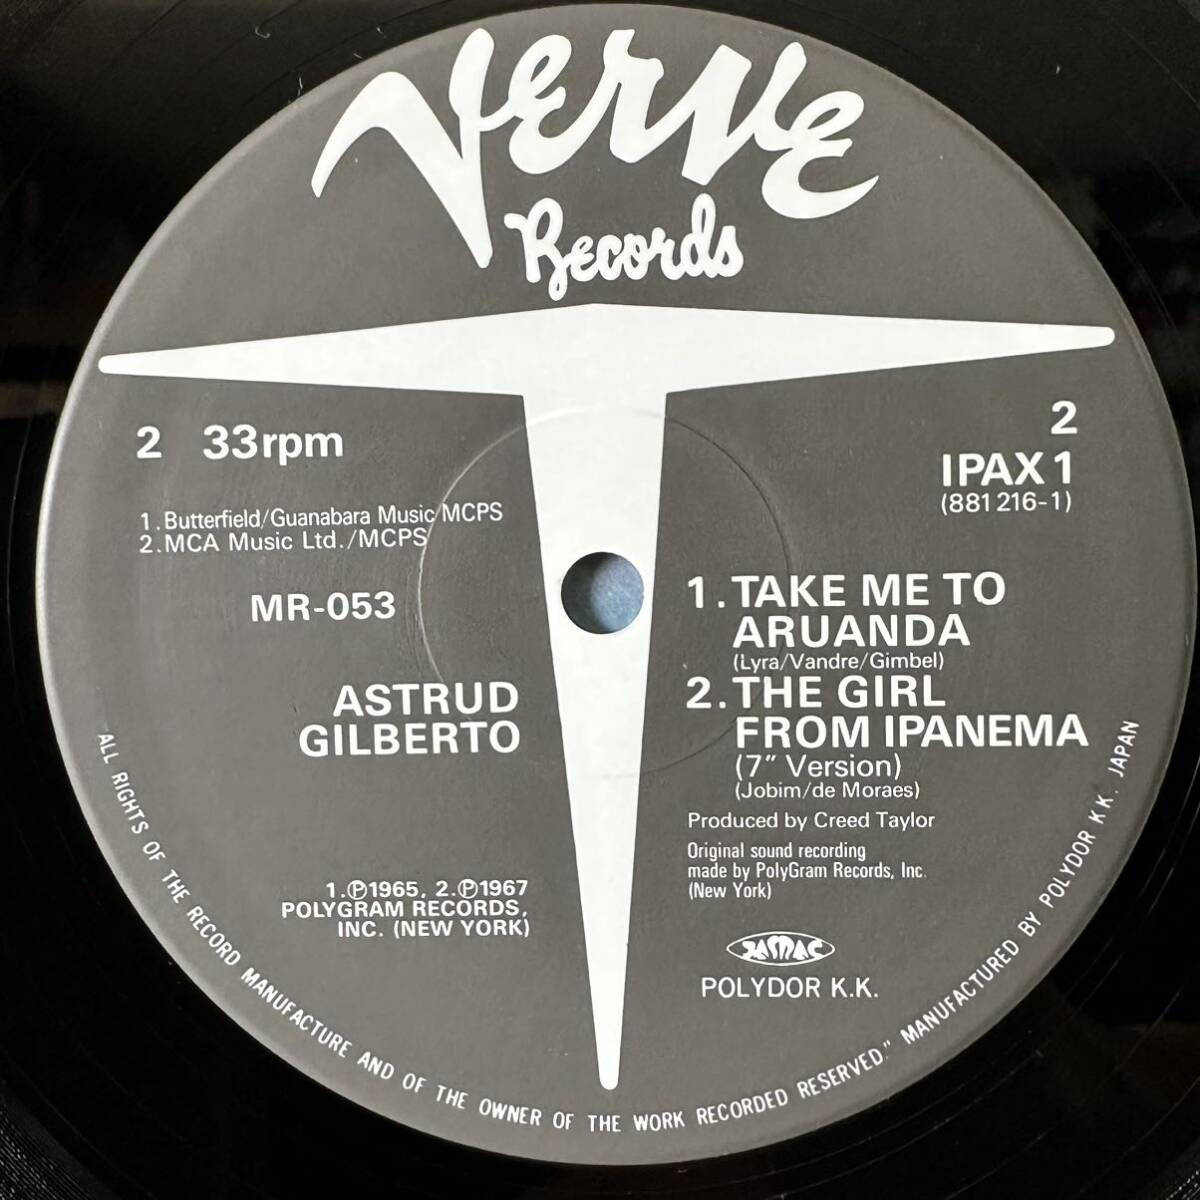 Verve
Records
2 33rpm
1. Butterfield/Guanabara Music MCPS
2. MCA Music Ltd./MCPS
MR-053
ASTRUD
GILBERTO
1.℗1965, 2.℗1967
POLYGRAM RECORDS,
INC. (NEW YORK)
2
IPAX 1
(881 216-1)
1. TAKE ME TO
ARUANDA
(Lyra/Vandre/Gimbel)
2. THE GIRL
FROM IPANEMA
(7" Version)
(Jobim/de Moraes)
Produced by Creed Taylor
Original sound recording
made by PolyGram Records, Inc.
(New York)
JASRAC
POLYDOR K.K.
ALL RIGHTS OF THE RECORD MANUFACTURE AND OF THE OWNER OF THE WORK RECORDED RESERVED." MANUFACTURED BY POLYDOR K.K. JAPAN